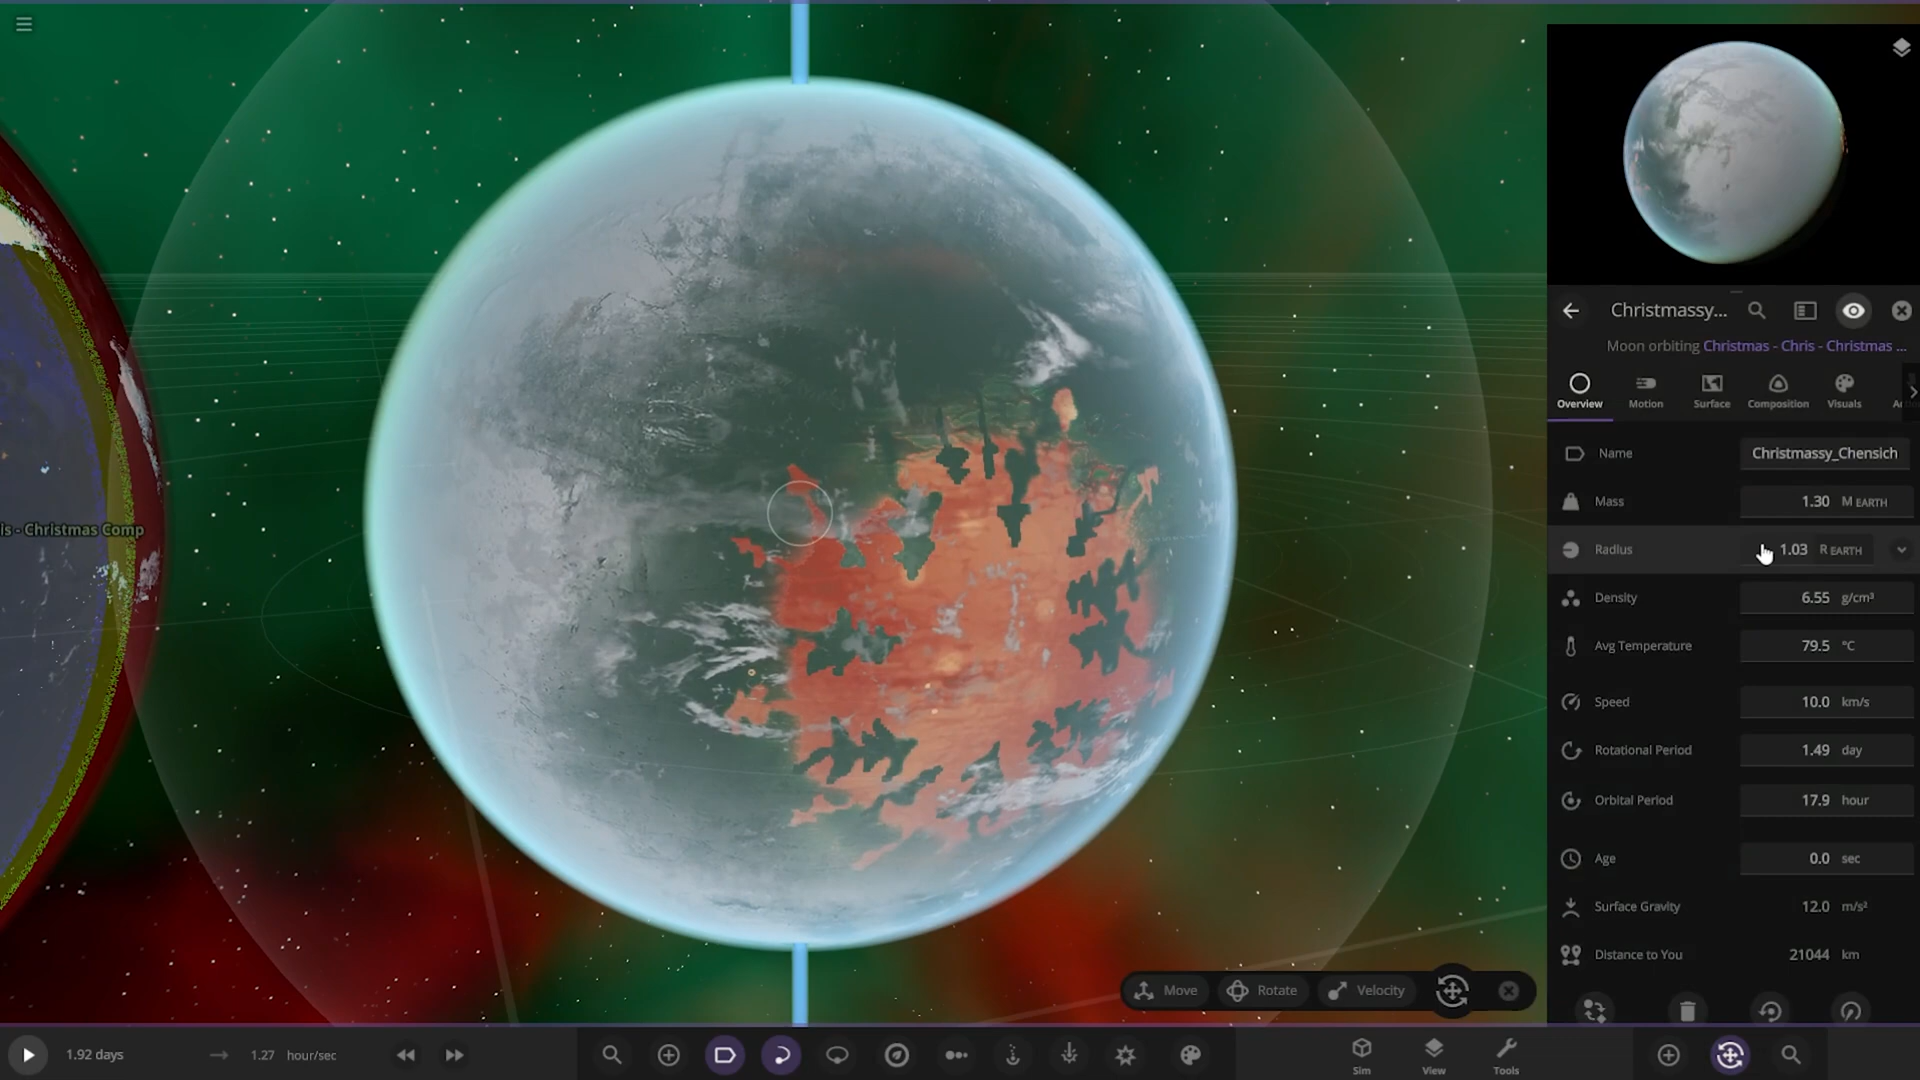 Christmassy...
Moon orbiting Christmas - Chris - Christmas ...
Overview Motion Surface Composition Visuals
Name Christmassy_Chensich
Mass 1.30 M EARTH
Radius 1.03 R EARTH
Density 6.55 g/cm³
Avg Temperature 79.5 °C
Speed 10.0 km/s
Rotational Period 1.49 day
Orbital Period 17.9 hour
Age 0.0 sec
Surface Gravity 12.0 m/s²
Distance to You 21044 km
is - Christmas Comp
Move Rotate Velocity
1.92 days 1.27 hour/sec
Sim View Tools